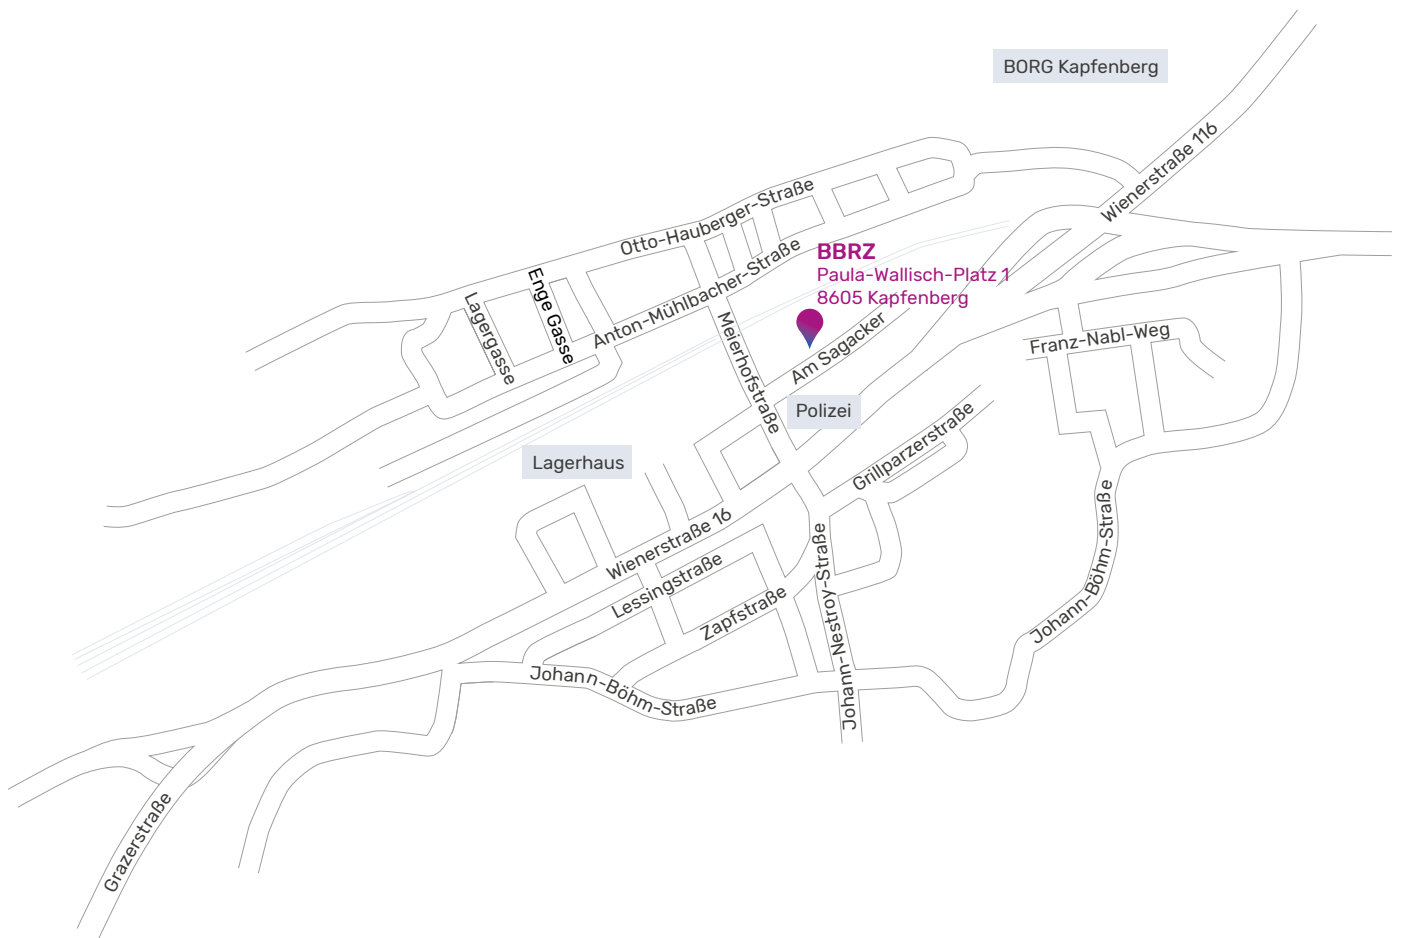 BORG Kapfenberg
Wienerstraße 116
Otto-Hauberger-Straße
BBRZ
Paula-Wallisch-Platz 1
8605 Kapfenberg
Enge Gasse
Lagergasse
Anton-Mühlbacher-Straße
Meierhofstraße
Am Sagacker
Franz-Nabl-Weg
Polizei
Grillparzerstraße
Lagerhaus
Wienerstraße 16
Lessingstraße
Zapfstraße
Johann-Nestroy-Straße
Johann-Böhm-Straße
Johann-Böhm-Straße
Grazerstraße